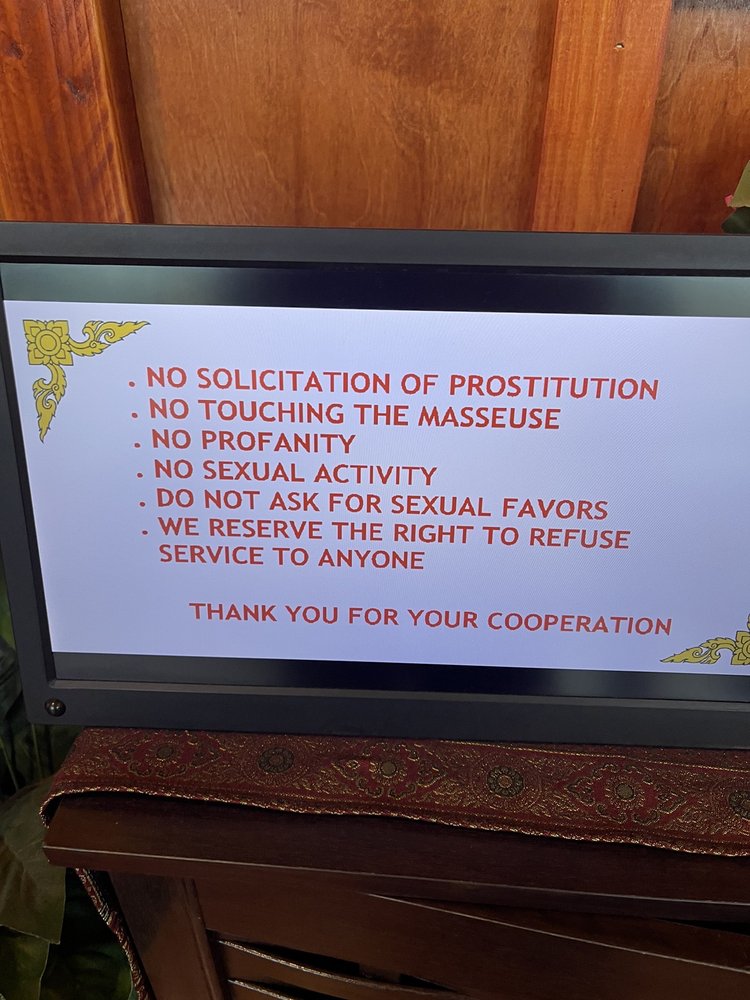 . NO SOLICITATION OF PROSTITUTION
. NO TOUCHING THE MASSEUSE
. NO PROFANITY
. NO SEXUAL ACTIVITY
. DO NOT ASK FOR SEXUAL FAVORS
. WE RESERVE THE RIGHT TO REFUSE
SERVICE TO ANYONE
THANK YOU FOR YOUR COOPERATION